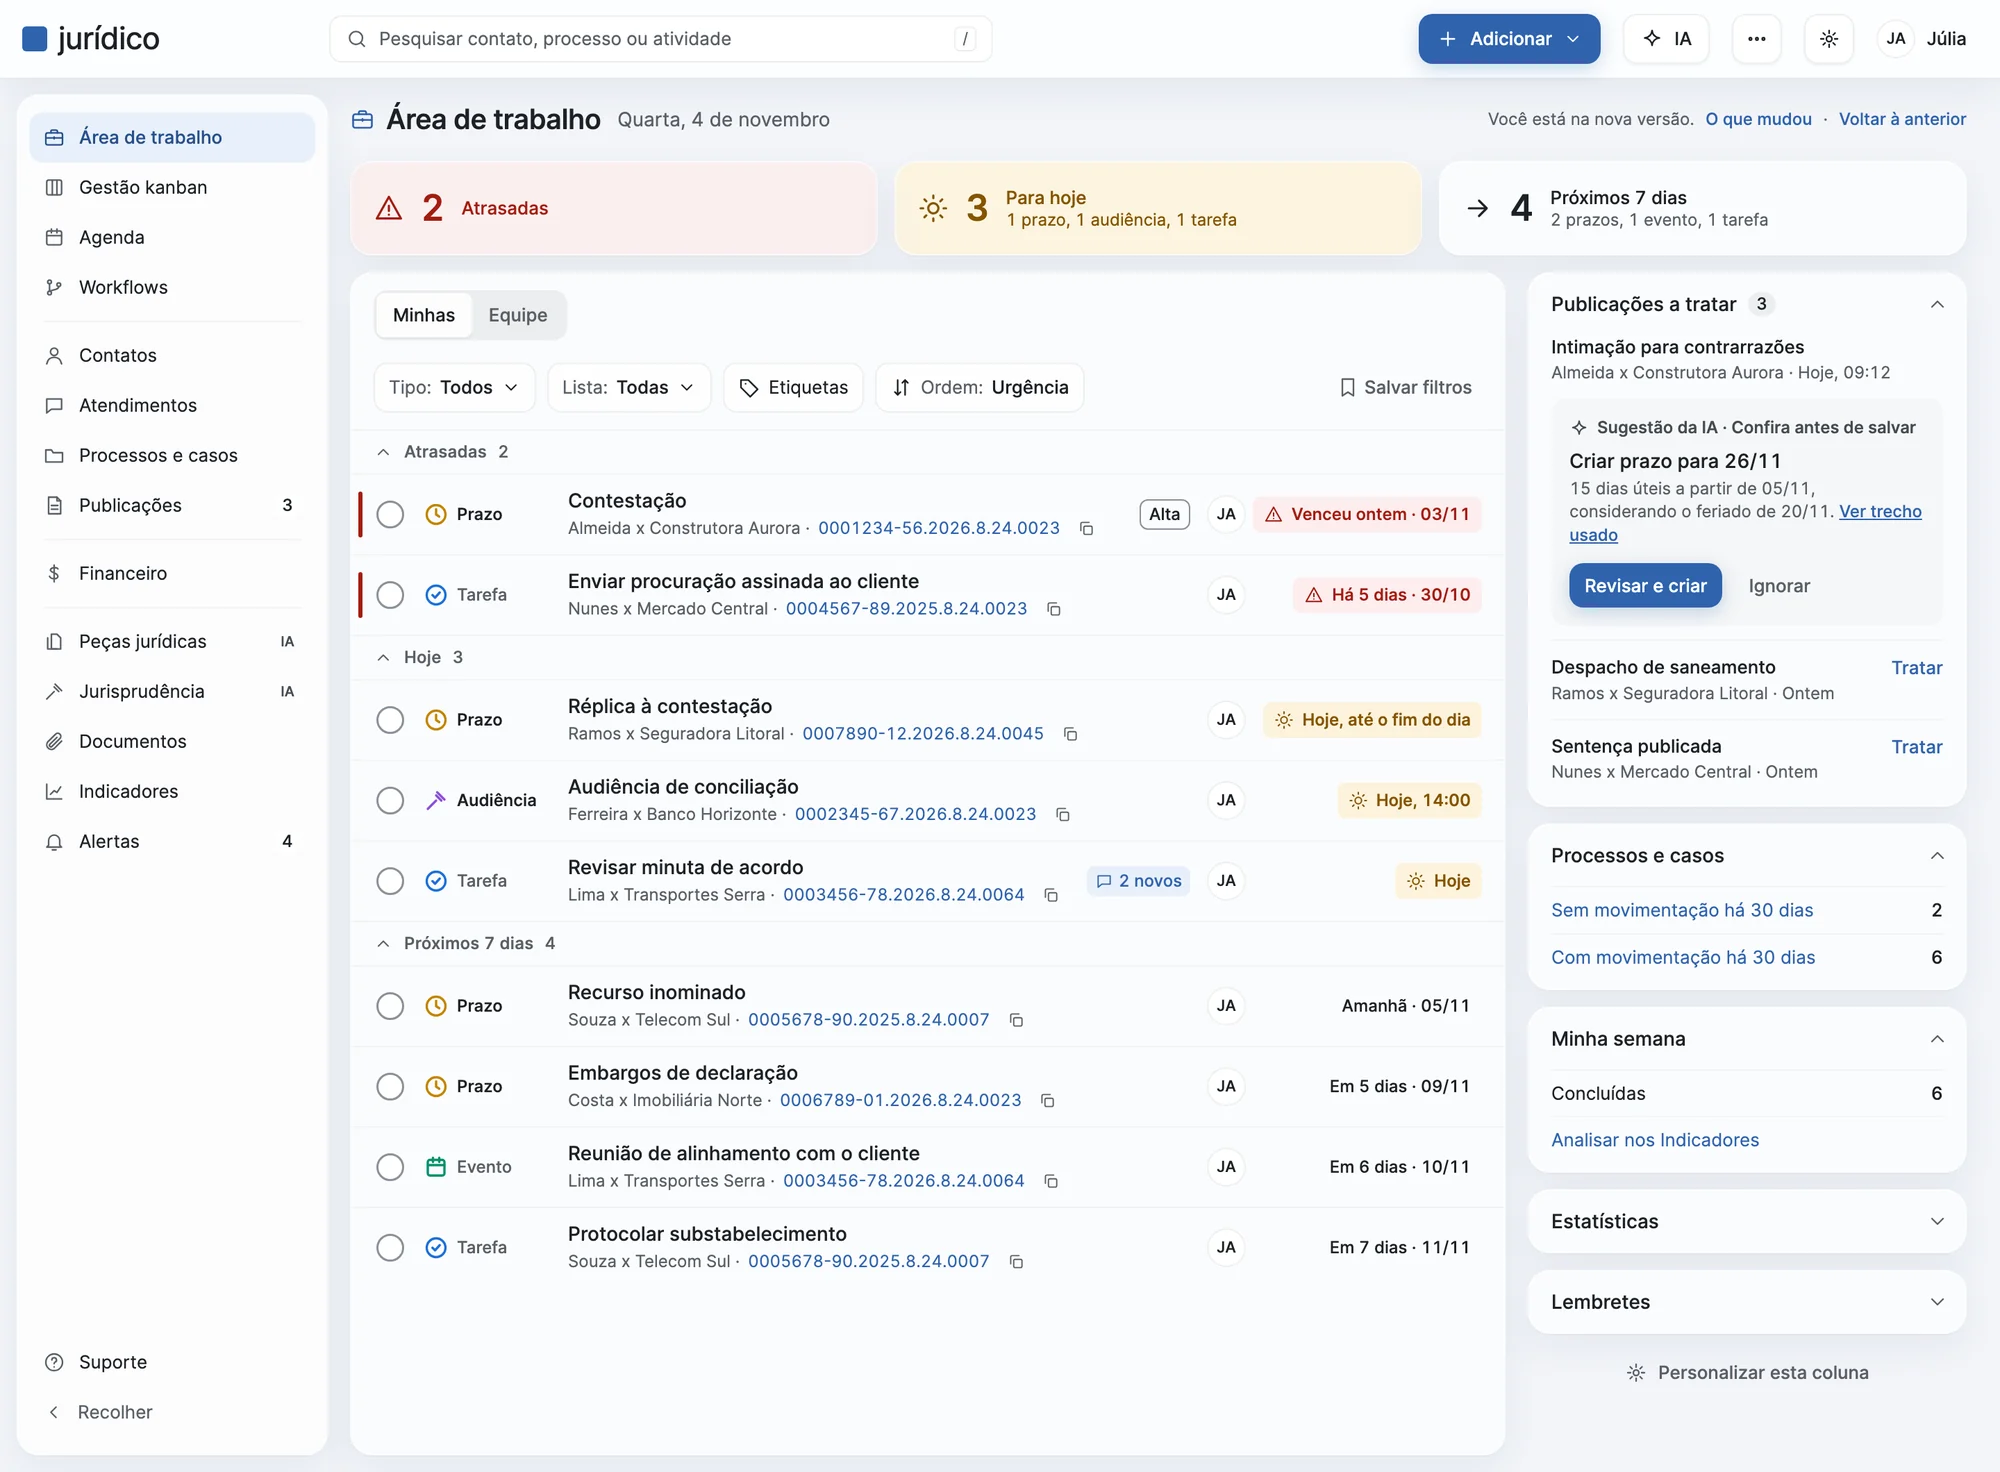 jurídico
Pesquisar contato, processo ou atividade
/
Adicionar
IA
JA
Júlia
Área de trabalho
Gestão kanban
Agenda
Workflows
Contatos
Atendimentos
Processos e casos
Publicações 3
Financeiro
Peças jurídicas IA
Jurisprudência IA
Documentos
Indicadores
Alertas 4
Suporte
Recolher
Área de trabalho Quarta, 4 de novembro
Você está na nova versão. O que mudou · Voltar à anterior
2 Atrasadas
3 Para hoje
1 prazo, 1 audiência, 1 tarefa
4 Próximos 7 dias
2 prazos, 1 evento, 1 tarefa
Minhas Equipe
Tipo: Todos Lista: Todas Etiquetas Ordem: Urgência Salvar filtros
Atrasadas 2
Prazo Contestação Alta JA Venceu ontem · 03/11
Almeida x Construtora Aurora · 0001234-56.2026.8.24.0023
Tarefa Enviar procuração assinada ao cliente JA Há 5 dias · 30/10
Nunes x Mercado Central · 0004567-89.2025.8.24.0023
Hoje 3
Prazo Réplica à contestação JA Hoje, até o fim do dia
Ramos x Seguradora Litoral · 0007890-12.2026.8.24.0045
Audiência Audiência de conciliação JA Hoje, 14:00
Ferreira x Banco Horizonte · 0002345-67.2026.8.24.0023
Tarefa Revisar minuta de acordo 2 novos JA Hoje
Lima x Transportes Serra · 0003456-78.2026.8.24.0064
Próximos 7 dias 4
Prazo Recurso inominado JA Amanhã · 05/11
Souza x Telecom Sul · 0005678-90.2025.8.24.0007
Prazo Embargos de declaração JA Em 5 dias · 09/11
Costa x Imobiliária Norte · 0006789-01.2026.8.24.0023
Evento Reunião de alinhamento com o cliente JA Em 6 dias · 10/11
Lima x Transportes Serra · 0003456-78.2026.8.24.0064
Tarefa Protocolar substabelecimento JA Em 7 dias · 11/11
Souza x Telecom Sul · 0005678-90.2025.8.24.0007
Publicações a tratar 3
Intimação para contrarrazões
Almeida x Construtora Aurora · Hoje, 09:12
Sugestão da IA · Confira antes de salvar
Criar prazo para 26/11
15 dias úteis a partir de 05/11,
considerando o feriado de 20/11. Ver trecho
usado
Revisar e criar Ignorar
Despacho de saneamento Tratar
Ramos x Seguradora Litoral · Ontem
Sentença publicada Tratar
Nunes x Mercado Central · Ontem
Processos e casos
Sem movimentação há 30 dias 2
Com movimentação há 30 dias 6
Minha semana
Concluídas 6
Analisar nos Indicadores
Estatísticas
Lembretes
Personalizar esta coluna